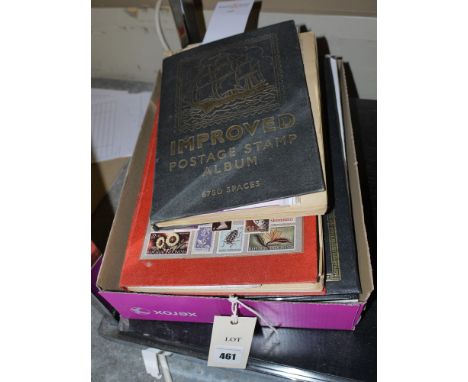 IMPROVED
POSTAGE STAMP
ALBUM
6750 SPACES
xerox
LOT
461